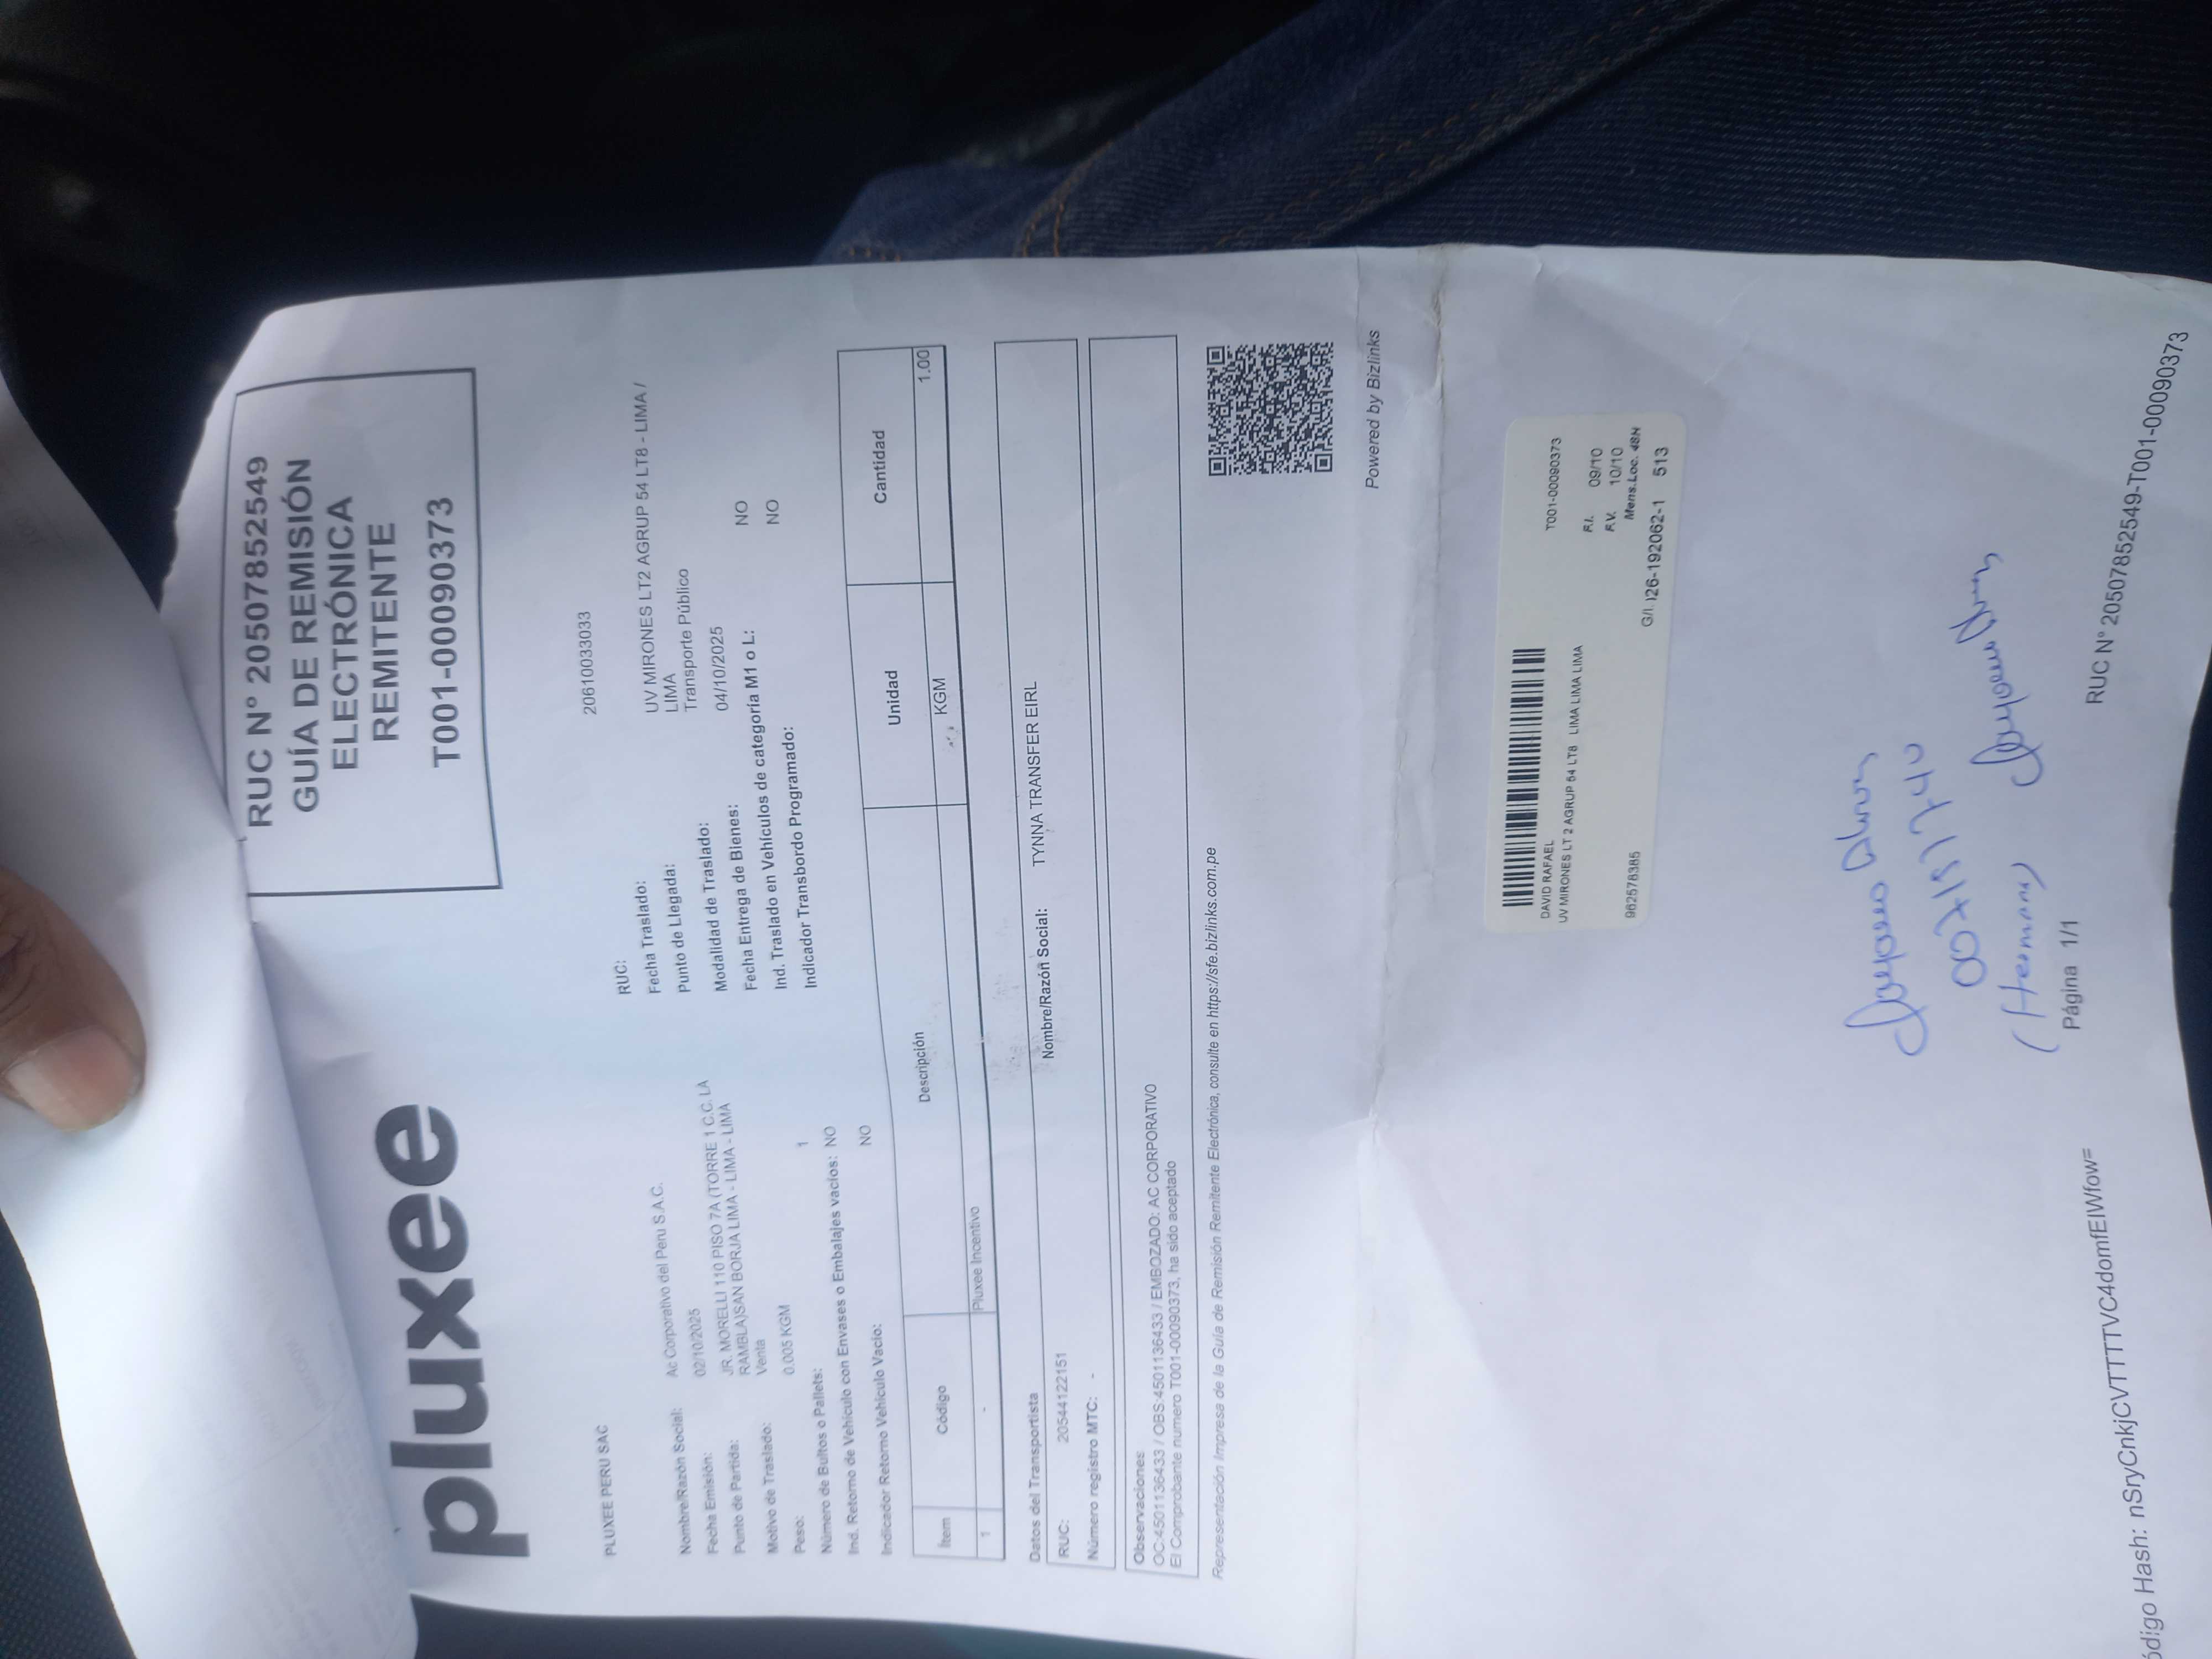 pluxee
RUC N° 20507852549
GUÍA DE REMISIÓN
ELECTRÓNICA
REMITENTE
T001-00090373
PLUXEE PERU SAC
Nombre/Razón Social: Ac Corporativo del Peru S.A.C.
RUC: 20610033033
Fecha Emisión: 02/10/2025
Fecha Traslado:
Punto de Partida: JR. MORELLI 110 PISO 7A (TORRE 1 C.C. LA
RAMBLA)SAN BORJA LIMA - LIMA - LIMA
Punto de Llegada: UV MIRONES LT2 AGRUP 54 LT8 - LIMA /
LIMA
Motivo de Traslado: Venta
Modalidad de Traslado: Transporte Público
Peso: 0.005 KGM
Fecha Entrega de Bienes: 04/10/2025
Número de Bultos o Pallets: 1
Ind. Traslado en Vehículos de categoría M1 o L: NO
Ind. Retorno de Vehículo con Envases o Embalajes vacíos: NO
Indicador Transbordo Programado: NO
Indicador Retorno Vehículo Vacío: NO
Ítem Código Descripción Unidad Cantidad
1 - Pluxee Incentivo KGM 1.00
Datos del Transportista
RUC: 20544122151 Nombre/Razón Social: TYNNA TRANSFER EIRL
Número registro MTC: -
Observaciones
OC:4501136433 / OBS:4501136433 / EMBOZADO: AC CORPORATIVO
El Comprobante numero T001-00090373, ha sido aceptado
Representación Impresa de la Guía de Remisión Remitente Electrónica, consulte en https://sfe.bizlinks.com.pe
Powered by Bizlinks
DAVID RAFAEL T001-00090373
UV MIRONES LT 2 AGRUP 54 LT8 LIMA LIMA LIMA
F.I. 09/10
F.V. 10/10
Mens.Loc. 48H
962578385 G/I. I26-192062-1 513
(Hermana)
Página 1/1
ódigo Hash: nSryCnkjCVTTTTVC4domfEIWfow=
RUC N° 20507852549-T001-00090373